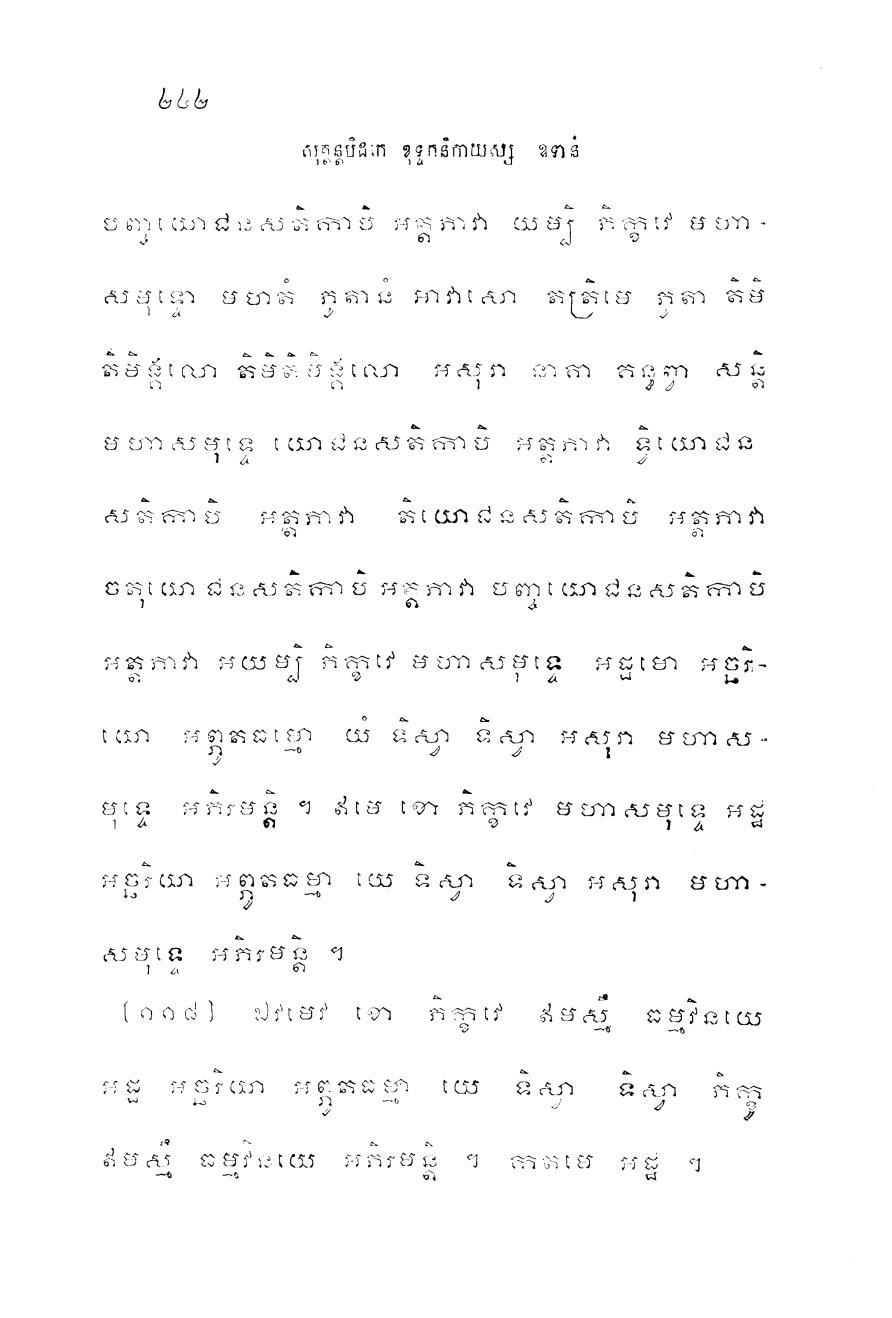 ២៤២
សុត្តន្តបិដកេ ខុទ្ទកនិកាយស្ស ឧទានំ
បញ្ចយោជនសតិកាបិ អត្តភាវា យម្បិ ភិក្ខវេ មហា-
សមុទ្ទោ មហតំ ភូតានំ អាវាសោ តត្រិមេ ភូតា តិមិ
តិមិង្គលោ តិមិតិមិង្គលោ អសុរា នាគា គន្ធព្វា សន្តិ
មហាសមុទ្ទេ យោជនសតិកាបិ អត្តភាវា ទ្វិយោជន
សតិកាបិ អត្តភាវា តិយោជនសតិកាបិ អត្តភាវា
ចតុយោជនសតិកាបិ អត្តភាវា បញ្ចយោជនសតិកាបិ
អត្តភាវា អយម្បិ ភិក្ខវេ មហាសមុទ្ទេ អដ្ឋមោ អច្ឆរិ-
យោ អព្ភូតធម្មោ យំ ទិស្វា ទិស្វា អសុរា មហាស-
មុទ្ទេ អភិរមន្តិ ។ ឥមេ ខោ ភិក្ខវេ មហាសមុទ្ទេ អដ្ឋ
អច្ឆរិយា អព្ភូតធម្មា យេ ទិស្វា ទិស្វា អសុរា មហា-
សមុទ្ទេ អភិរមន្តិ ។
[១១៨] ឯវមេវ ខោ ភិក្ខវេ ឥមស្មឹ ធម្មវិនយេ
អដ្ឋ អច្ឆរិយា អព្ភូតធម្មា យេ ទិស្វា ទិស្វា ភិក្ខូ
ឥមស្មឹ ធម្មវិនយេ អភិរមន្តិ ។ កតមេ អដ្ឋ ។